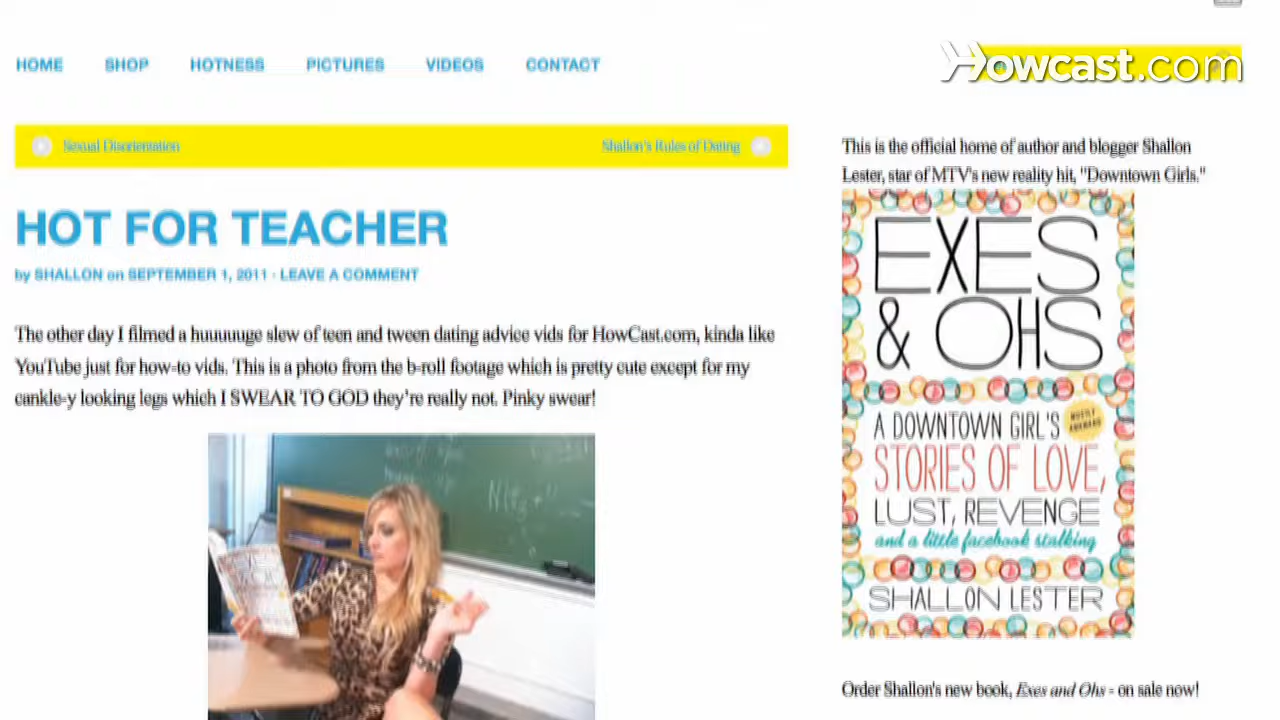 Howcast.com
HOME SHOP HOTNESS PICTURES VIDEOS CONTACT
Sexual Disorientation Shallon's Rules of Dating
HOT FOR TEACHER
by SHALLON on SEPTEMBER 1, 2011 · LEAVE A COMMENT
The other day I filmed a huuuuuge slew of teen and tween dating advice vids for HowCast.com, kinda like
YouTube just for how-to vids. This is a photo from the b-roll footage which is pretty cute except for my
cankle-y looking legs which I SWEAR TO GOD they're really not. Pinky swear!
This is the official home of author and blogger Shallon
Lester, star of MTV's new reality hit, "Downtown Girls."
EXES
& OHS
A DOWNTOWN GIRL'S
MOSTLY
AWKWARD
STORIES OF LOVE,
LUST, REVENGE
and a little facebook stalking
SHALLON LESTER
Order Shallon's new book, Exes and Ohs - on sale now!